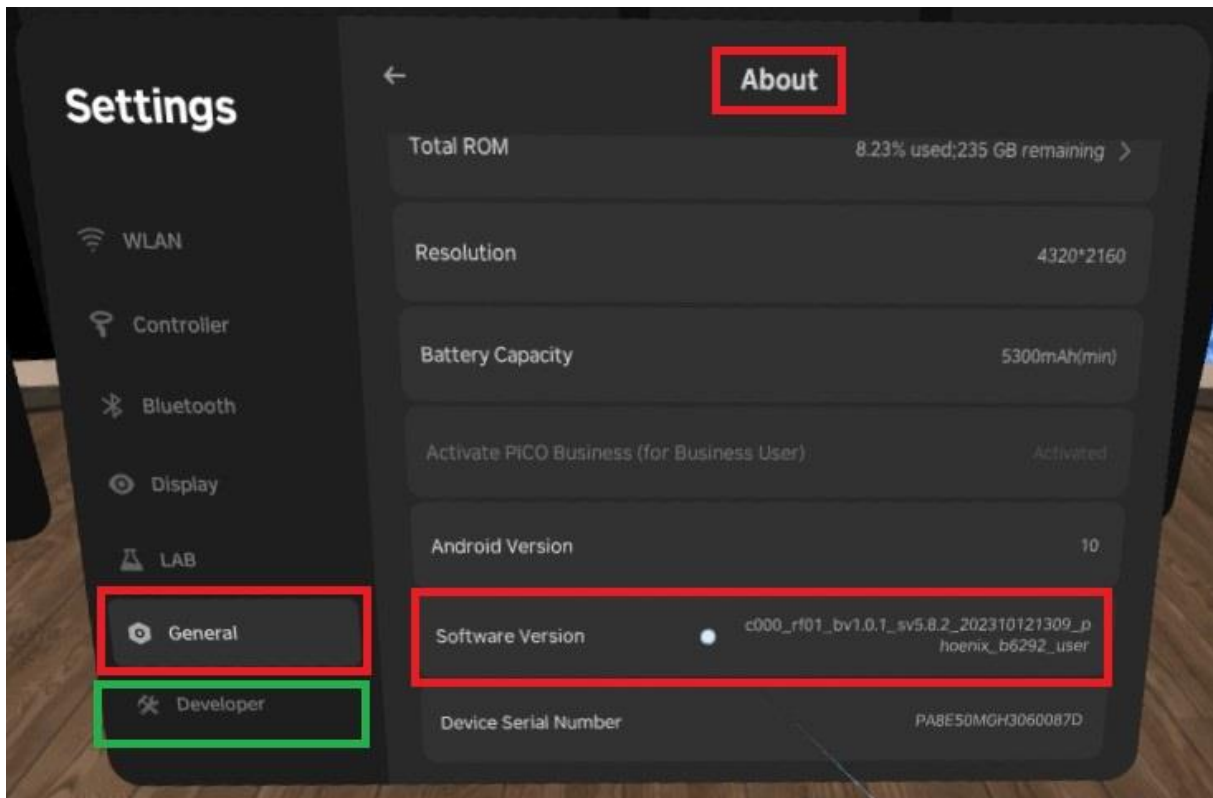 Settings
WLAN
Controller
Bluetooth
Display
LAB
General
Developer
About
Total ROM 8.23% used;235 GB remaining
Resolution 4320*2160
Battery Capacity 5300mAh(min)
Activate PICO Business (for Business User) Activated
Android Version 10
Software Version c000_rf01_bv1.0.1_sv5.8.2_202310121309_p
hoenix_b6292_user
Device Serial Number PA8E50MGH3060087D